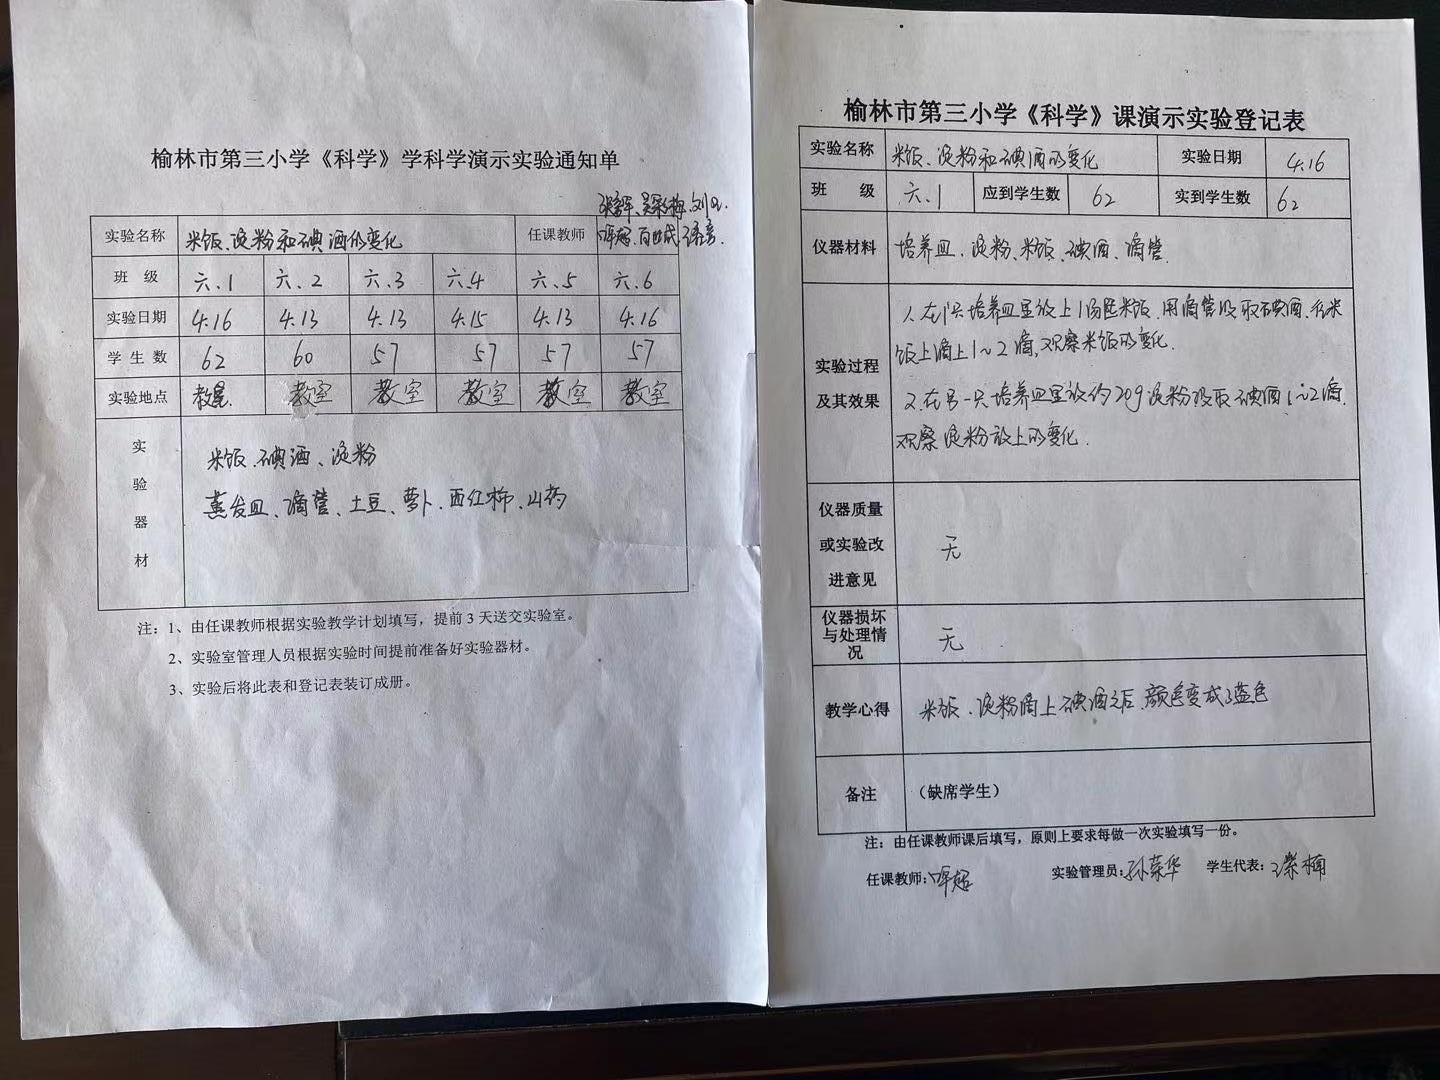 榆林市第三小学《科学》学科学演示实验通知单
实验名称 米饭、淀粉和碘酒的变化 任课教师
班 级 六.1 六.2 六.3 六.4 六.5 六.6
实验日期 4.16 4.13 4.13 4.15 4.13 4.16
学 生 数 62 60 57 57 57 57
实验地点 教室 教室 教室 教室 教室 教室
实验器材
米饭、碘酒、淀粉
蒸发皿、滴管、土豆、萝卜、西红柿、山药
注：1、由任课教师根据实验教学计划填写，提前3天送交实验室。
2、实验室管理人员根据实验时间提前准备好实验器材。
3、实验后将此表和登记表装订成册。
榆林市第三小学《科学》课演示实验登记表
实验名称 米饭、淀粉和碘酒的变化 实验日期 4.16
班 级 六.1 应到学生数 62 实到学生数 62
仪器材料 培养皿、淀粉、米饭、碘酒、滴管
实验过程
及其效果
1、在1只培养皿里放上1汤匙米饭,用滴管吸取碘酒,往米
饭上滴上1~2滴,观察米饭的变化.
2、在另一只培养皿里放约20g淀粉吸取碘酒1~2滴,
观察淀粉放上的变化.
仪器质量
或实验改
进意见
无
仪器损坏
与处理情
况
无
教学心得 米饭、淀粉滴上碘酒之后,颜色变成了蓝色
备注 （缺席学生）
注：由任课教师课后填写，原则上要求每做一次实验填写一份。
任课教师： 实验管理员：孙荣华 学生代表：